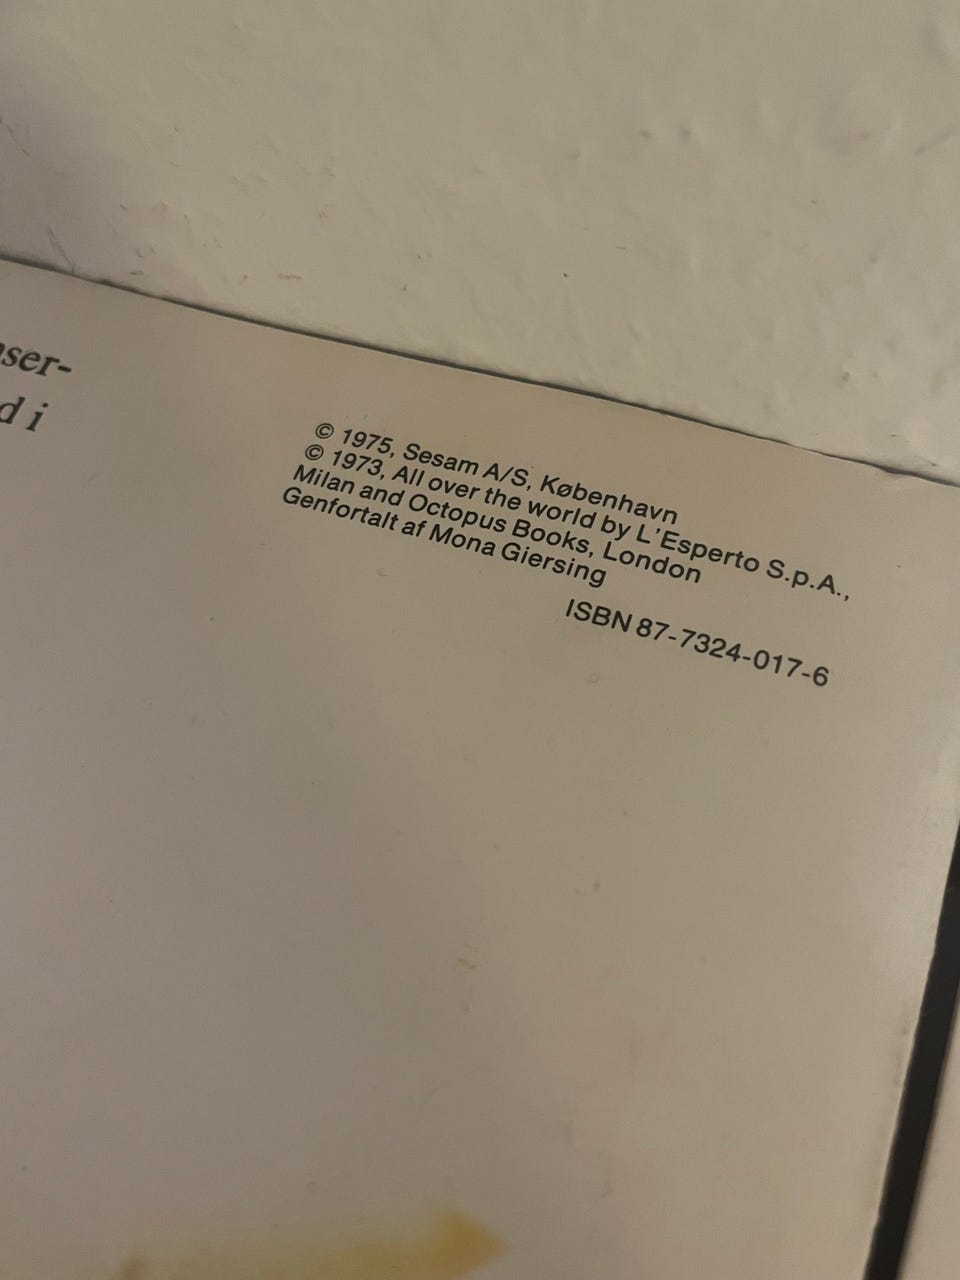 nser-
d i
© 1975, Sesam A/S, København
© 1973, All over the world by L'Esperto S.p.A.,
Milan and Octopus Books, London
Genfortalt af Mona Giersing
ISBN 87-7324-017-6